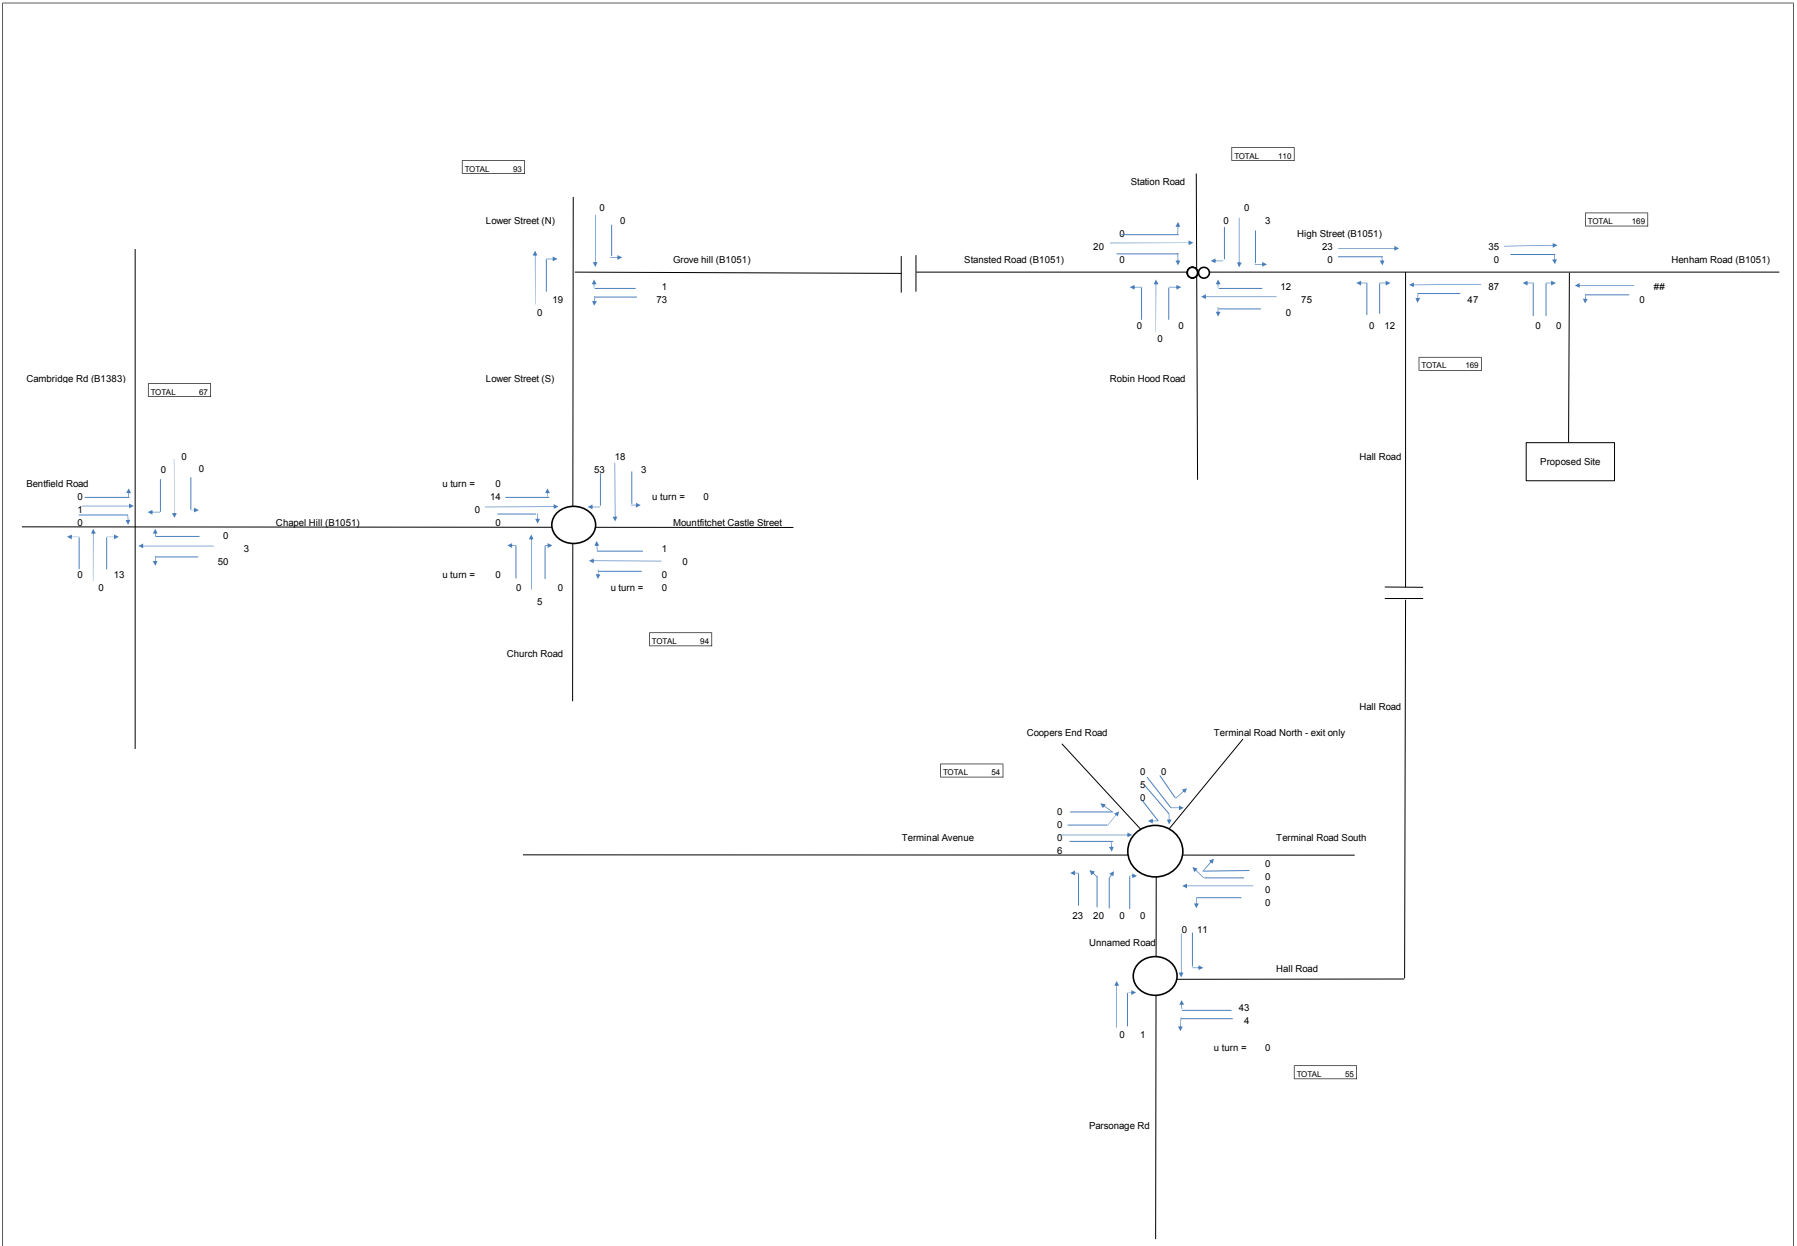 TOTAL 110
TOTAL 93
Station Road
Lower Street (N)
0
0
0
20
0
0
0
3
TOTAL 169
High Street (B1051)
23
0
35
0
Grove hill (B1051)
Stansted Road (B1051)
Henham Road (B1051)
19
0
1
73
12
75
0
0
0
0
0 12
87
47
0 0
##
0
Cambridge Rd (B1383)
TOTAL 67
Lower Street (S)
Robin Hood Road
TOTAL 169
Hall Road
Proposed Site
Bentfield Road
0
1
0
0
0
0
u turn = 0
14
0
0
53
18
3
u turn = 0
Chapel Hill (B1051)
Mountfitchet Castle Street
0
3
50
0
0
13
u turn = 0
0
5
0
1
0
0
u turn = 0
TOTAL 94
Church Road
Hall Road
Coopers End Road
Terminal Road North - exit only
TOTAL 54
0 0
5
0
0
0
0
6
Terminal Avenue
Terminal Road South
0
0
0
0
23 20 0 0
Unnamed Road
0 11
Hall Road
43
4
0 1
u turn = 0
TOTAL 55
Parsonage Rd